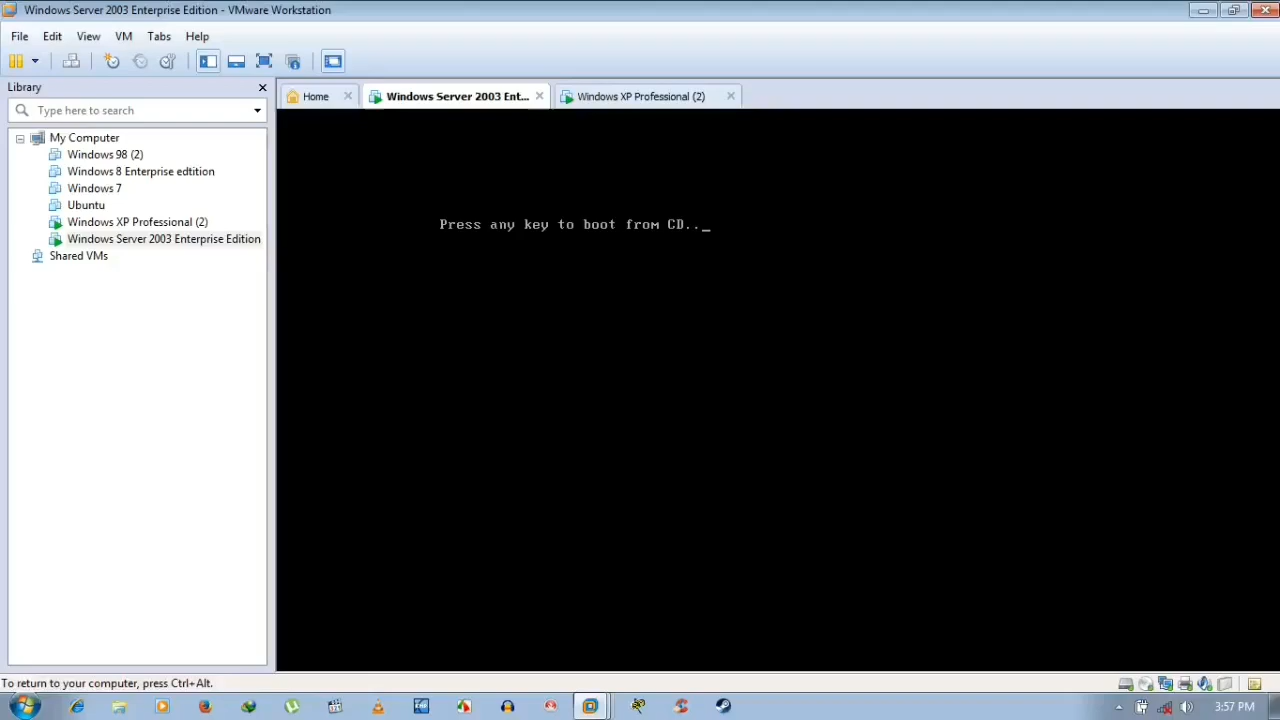 Windows Server 2003 Enterprise Edition - VMware Workstation
File Edit View VM Tabs Help
Library
Type here to search
Home
Windows Server 2003 Ent...
Windows XP Professional (2)
My Computer
Windows 98 (2)
Windows 8 Enterprise edtition
Windows 7
Ubuntu
Windows XP Professional (2)
Windows Server 2003 Enterprise Edition
Shared VMs
Press any key to boot from CD.._
To return to your computer, press Ctrl+Alt.
3:57 PM